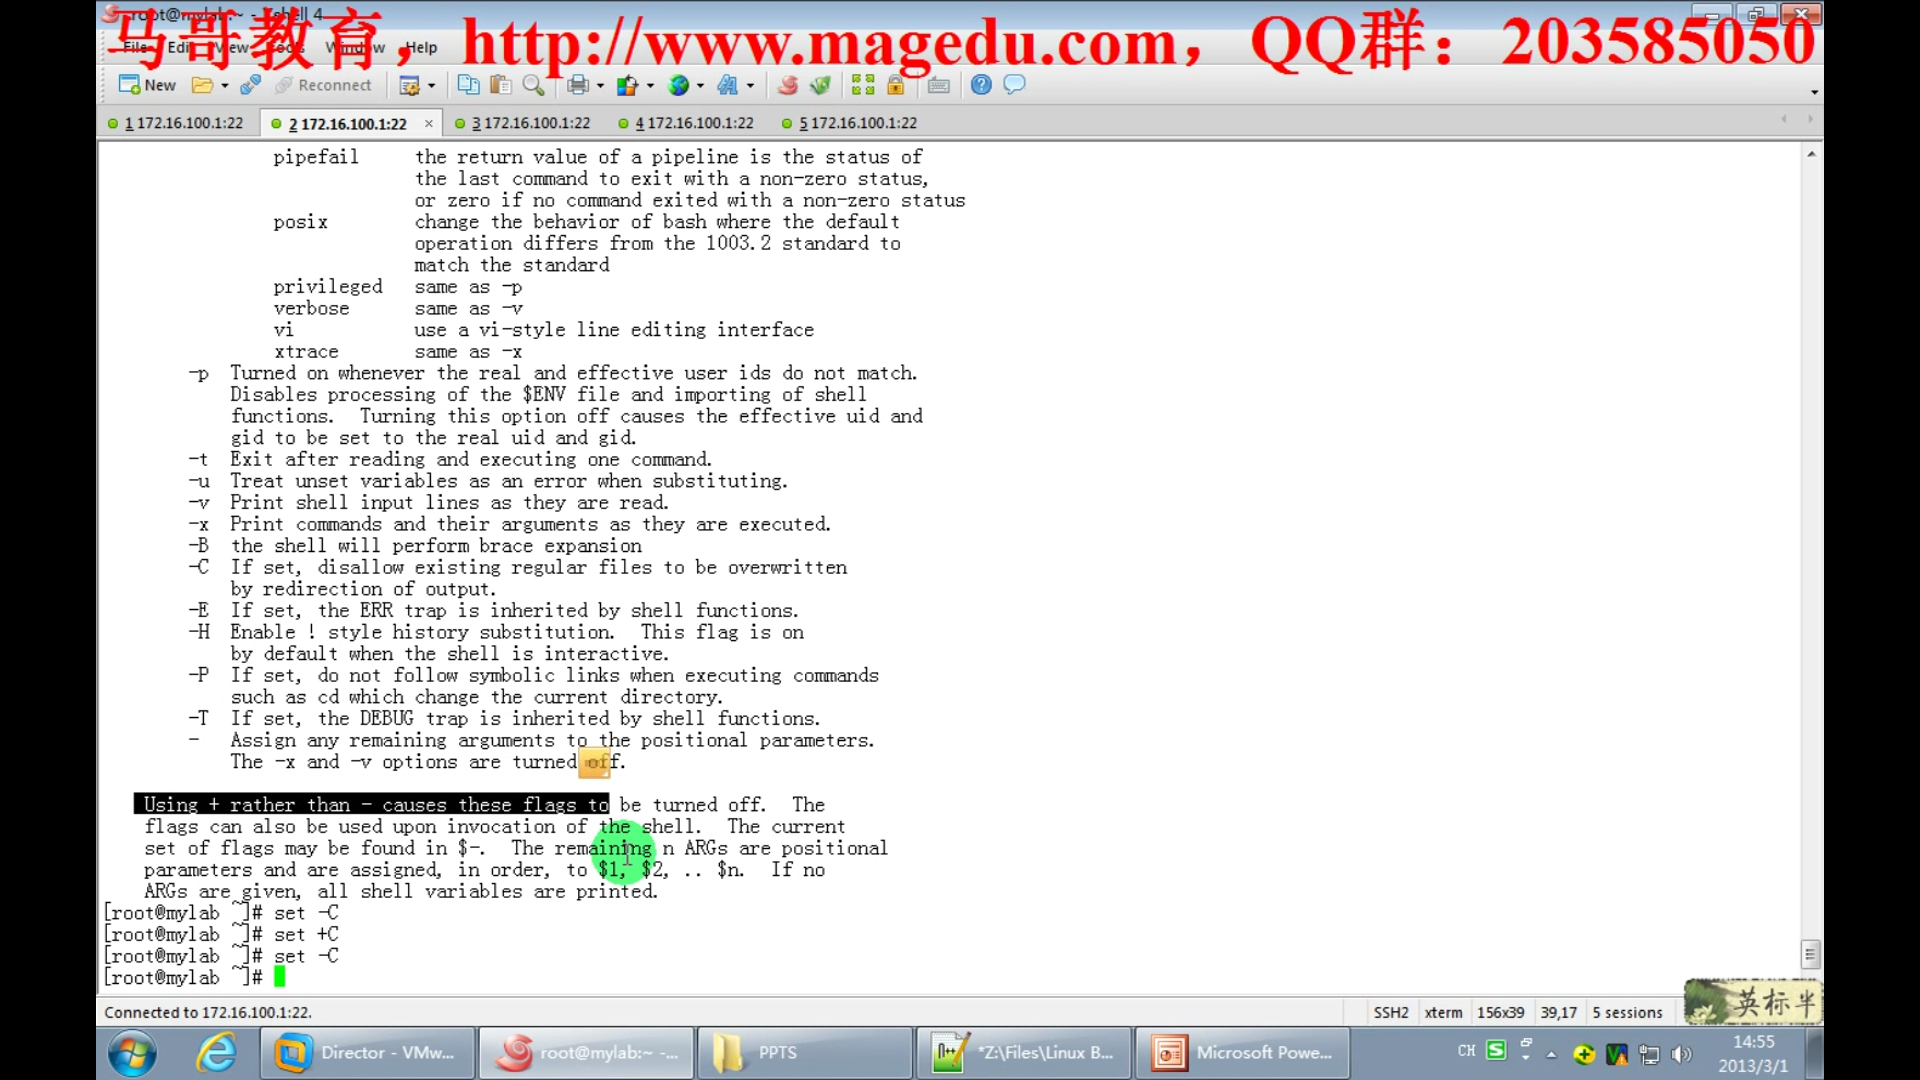 root@mylab:~ - Xshell 4
马哥教育，http://www.magedu.com，QQ群：203585050
File Edit View Tools Window Help
New Reconnect
1 172.16.100.1:22 2 172.16.100.1:22 3 172.16.100.1:22 4 172.16.100.1:22 5 172.16.100.1:22
pipefail the return value of a pipeline is the status of
the last command to exit with a non-zero status,
or zero if no command exited with a non-zero status
posix change the behavior of bash where the default
operation differs from the 1003.2 standard to
match the standard
privileged same as -p
verbose same as -v
vi use a vi-style line editing interface
xtrace same as -x
-p Turned on whenever the real and effective user ids do not match.
Disables processing of the $ENV file and importing of shell
functions. Turning this option off causes the effective uid and
gid to be set to the real uid and gid.
-t Exit after reading and executing one command.
-u Treat unset variables as an error when substituting.
-v Print shell input lines as they are read.
-x Print commands and their arguments as they are executed.
-B the shell will perform brace expansion
-C If set, disallow existing regular files to be overwritten
by redirection of output.
-E If set, the ERR trap is inherited by shell functions.
-H Enable ! style history substitution. This flag is on
by default when the shell is interactive.
-P If set, do not follow symbolic links when executing commands
such as cd which change the current directory.
-T If set, the DEBUG trap is inherited by shell functions.
- Assign any remaining arguments to the positional parameters.
The -x and -v options are turned off.
Using + rather than - causes these flags to be turned off. The
flags can also be used upon invocation of the shell. The current
set of flags may be found in $-. The remaining n ARGs are positional
parameters and are assigned, in order, to $1, $2, .. $n. If no
ARGs are given, all shell variables are printed.
[root@mylab ~]# set -C
[root@mylab ~]# set +C
[root@mylab ~]# set -C
[root@mylab ~]#
Connected to 172.16.100.1:22. SSH2 xterm 156x39 39,17 5 sessions
英标半
Director - VMw... root@mylab:~ -... PPTS *Z:\Files\Linux B... Microsoft Powe... CH 14:55
2013/3/1